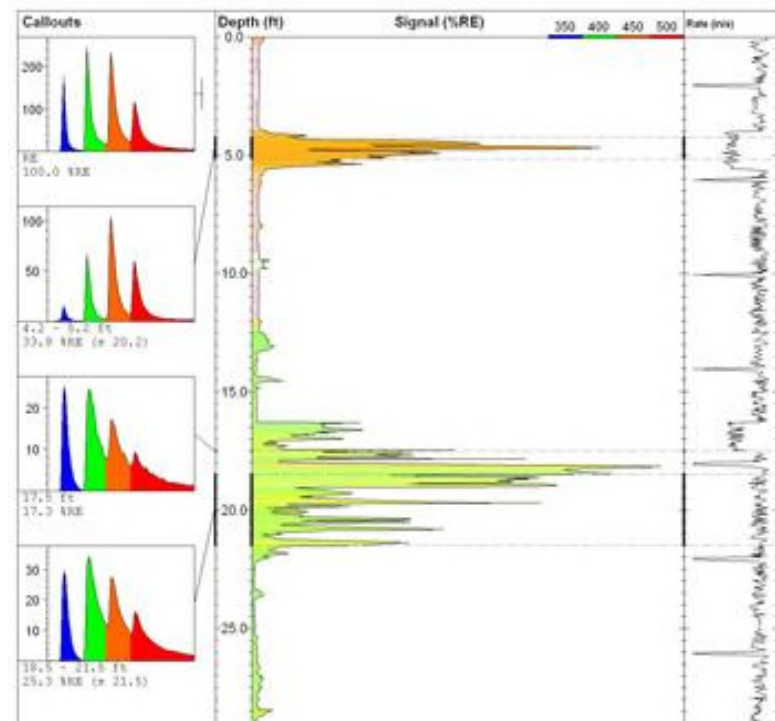 Callouts
Depth (ft)
Signal (%RE)
350 400 450 500
Rate (in/s)
200
100
RE
100.0 %RE
100
50
4.2 - 5.2 ft
33.8 %RE (σ 20.2)
20
10
17.5 ft
17.3 %RE
30
20
10
18.5 - 21.5 ft
25.3 %RE (σ 21.5)
0.0
5.0
10.0
15.0
20.0
25.0